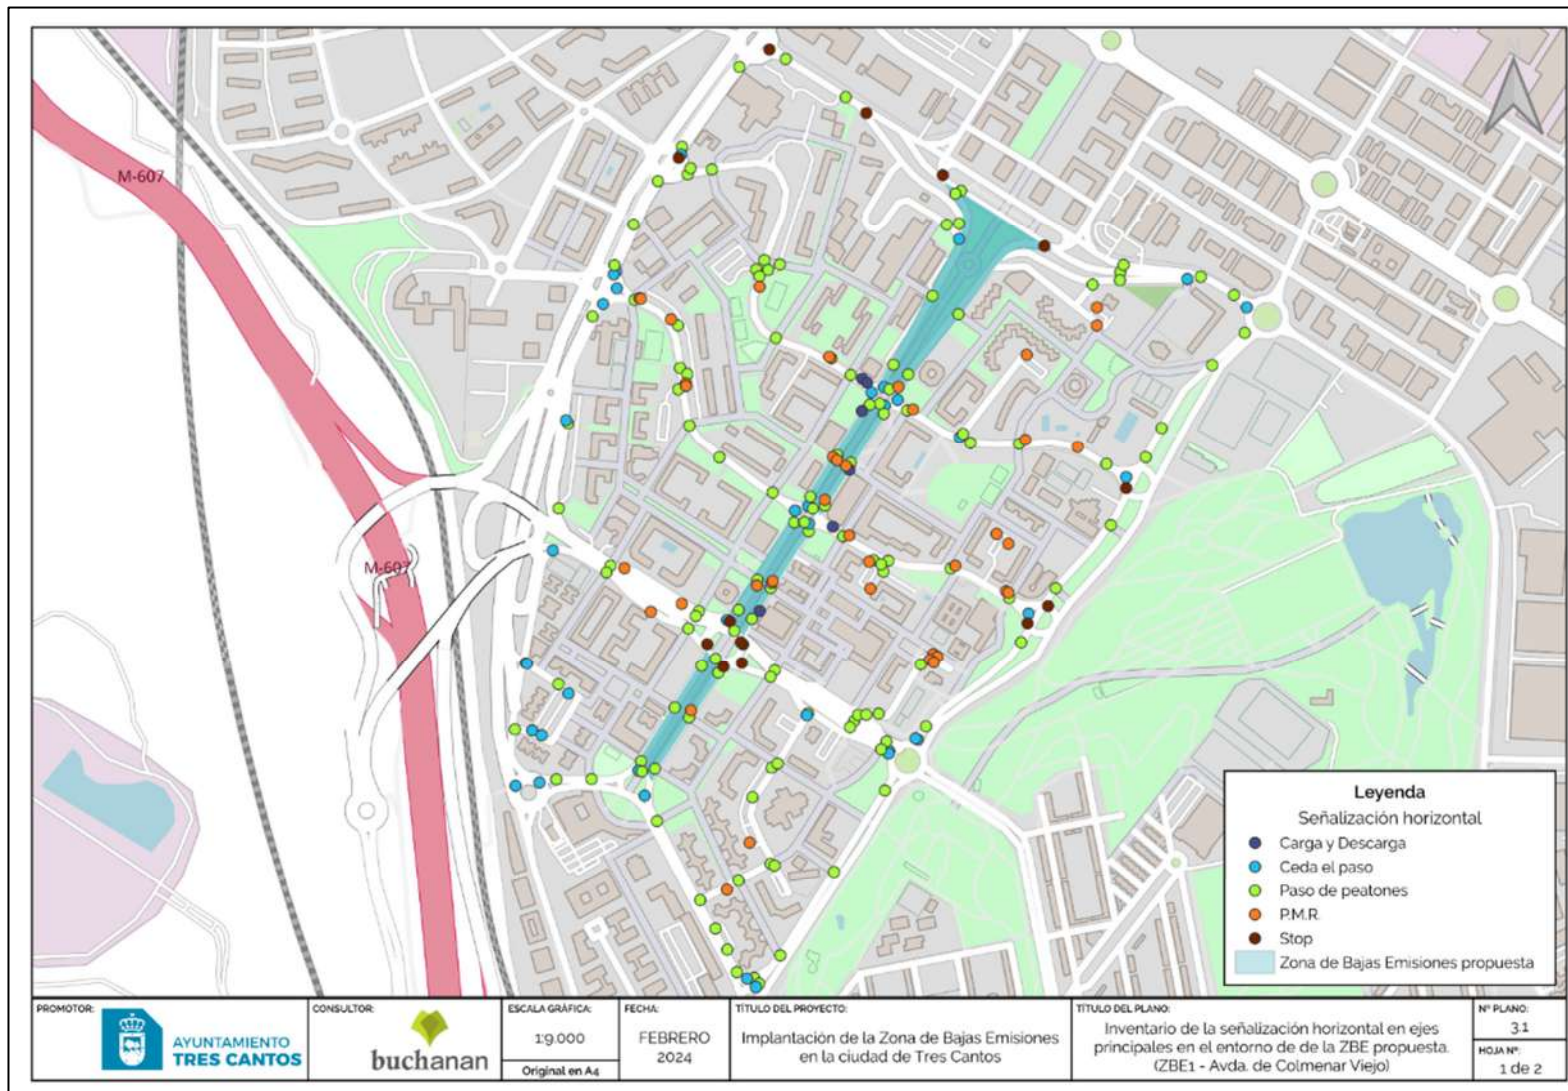 M-607
M-607
Leyenda
Señalización horizontal
Carga y Descarga
Ceda el paso
Paso de peatones
P.M.R.
Stop
Zona de Bajas Emisiones propuesta
PROMOTOR:
AYUNTAMIENTO
TRES CANTOS
CONSULTOR:
buchanan
ESCALA GRÁFICA:
1:9.000
Original en A4
FECHA:
FEBRERO
2024
TÍTULO DEL PROYECTO:
Implantación de la Zona de Bajas Emisiones
en la ciudad de Tres Cantos
TÍTULO DEL PLANO:
Inventario de la señalización horizontal en ejes
principales en el entorno de de la ZBE propuesta.
(ZBE1 - Avda. de Colmenar Viejo)
Nº PLANO:
3.1
HOJA Nº:
1 de 2